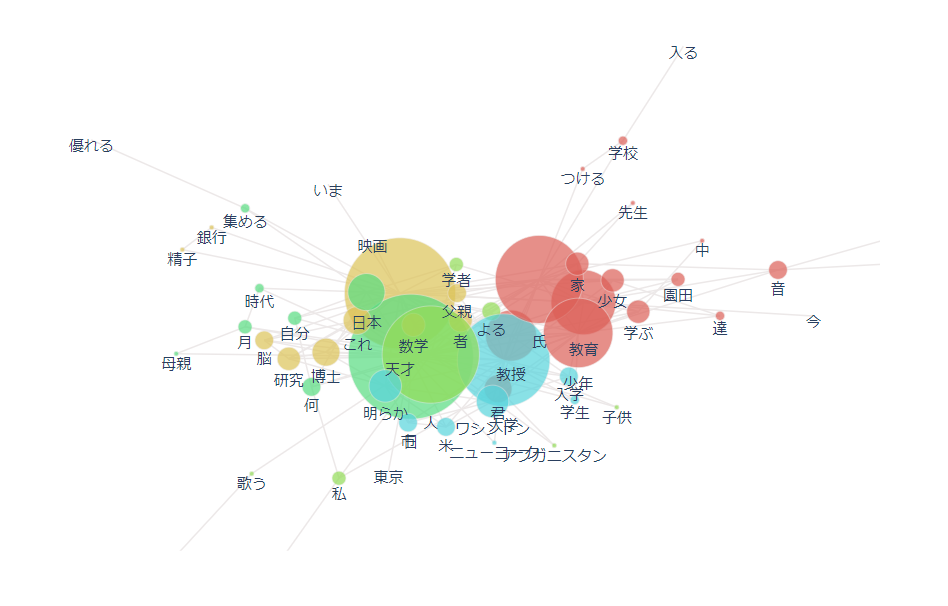 入る
優れる
学校
つける
いま
先生
集める
銀行
映画
中
精子
学者
家
音
時代
少女
園田
父親
日本
今
自分
よる
達
学ぶ
月
これ
数学
者
氏
教育
脳
母親
天才
教授
研究
博士
少年
入学
何
明らか
君
学生
子供
人
大学
ワシントン
市
米
ニューヨーク
アフガニスタン
東京
歌う
私